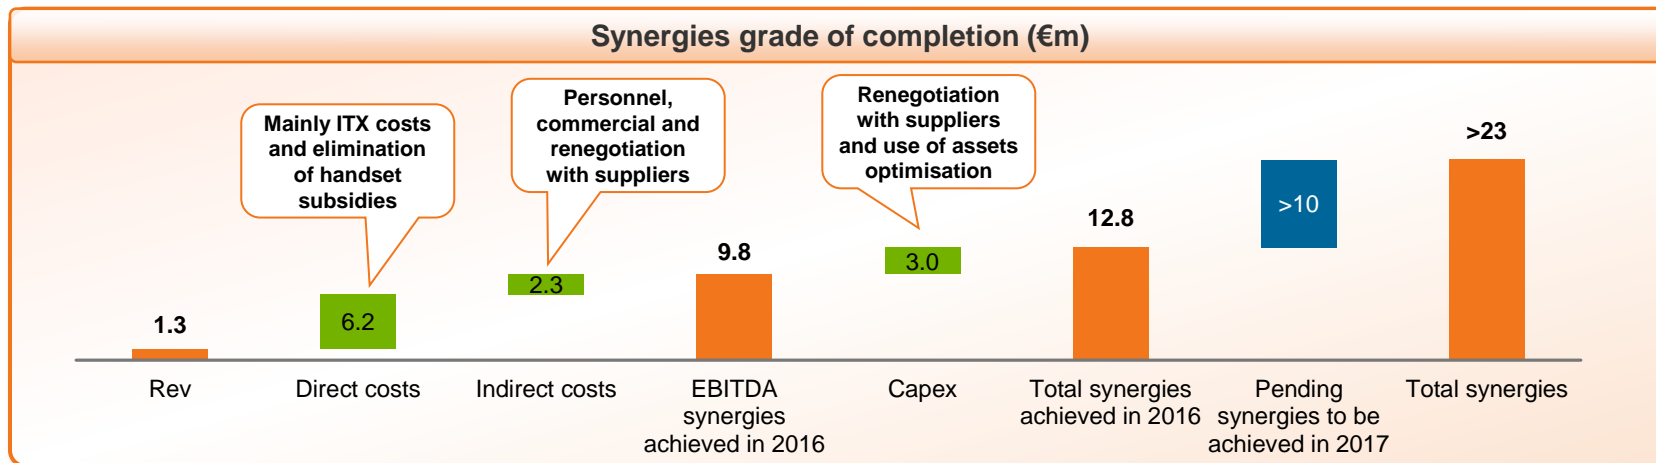 Synergies grade of completion (€m)
Mainly ITX costs
and elimination
of handset
subsidies
Personnel,
commercial and
renegotiation
with suppliers
Renegotiation
with suppliers
and use of assets
optimisation
1.3
6.2
2.3
9.8
3.0
12.8
>10
>23
Rev
Direct costs
Indirect costs
EBITDA
synergies
achieved in 2016
Capex
Total synergies
achieved in 2016
Pending
synergies to be
achieved in 2017
Total synergies